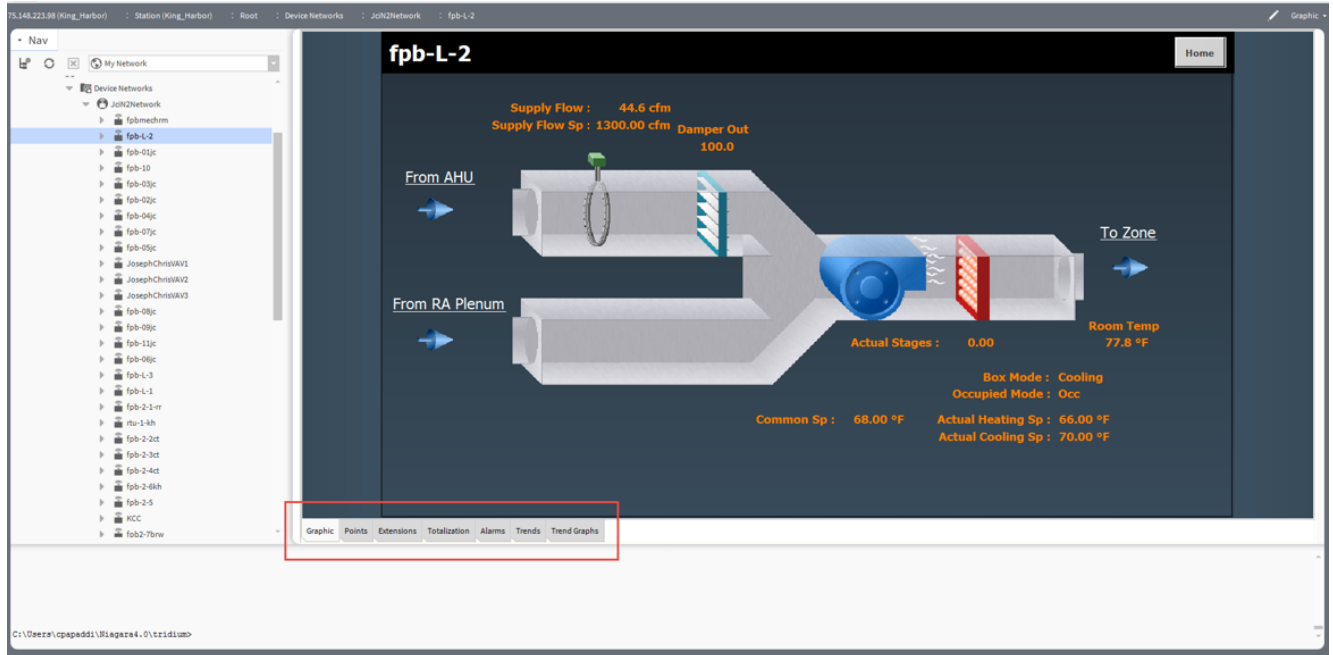 75.148.223.98 (King_Harbor) : Station (King_Harbor) : Root : Device Networks : JciN2Network : fpb-L-2 Graphic
Nav
My Network
Device Networks
JciN2Network
fpbmechrm
fpb-L-2
fpb-01jc
fpb-10
fpb-03jc
fpb-02jc
fpb-04jc
fpb-07jc
fpb-05jc
JosephChrisVAV1
JosephChrisVAV2
JosephChrisVAV3
fpb-08jc
fpb-09jc
fpb-11jc
fpb-06jc
fpb-L-3
fpb-L-1
fpb-2-1-rr
rtu-1-kh
fpb-2-2ct
fpb-2-3ct
fpb-2-4ct
fpb-2-6kh
fpb-2-5
KCC
fob2-7brw
fpb-L-2
Home
Supply Flow : 44.6 cfm
Supply Flow Sp : 1300.00 cfm
Damper Out
100.0
From AHU
To Zone
From RA Plenum
Room Temp
77.8 ºF
Actual Stages : 0.00
Box Mode : Cooling
Occupied Mode : Occ
Common Sp : 68.00 ºF Actual Heating Sp : 66.00 ºF
Actual Cooling Sp : 70.00 ºF
Graphic Points Extensions Totalization Alarms Trends Trend Graphs
C:\Users\cpapaddi\Niagara4.0\tridium>